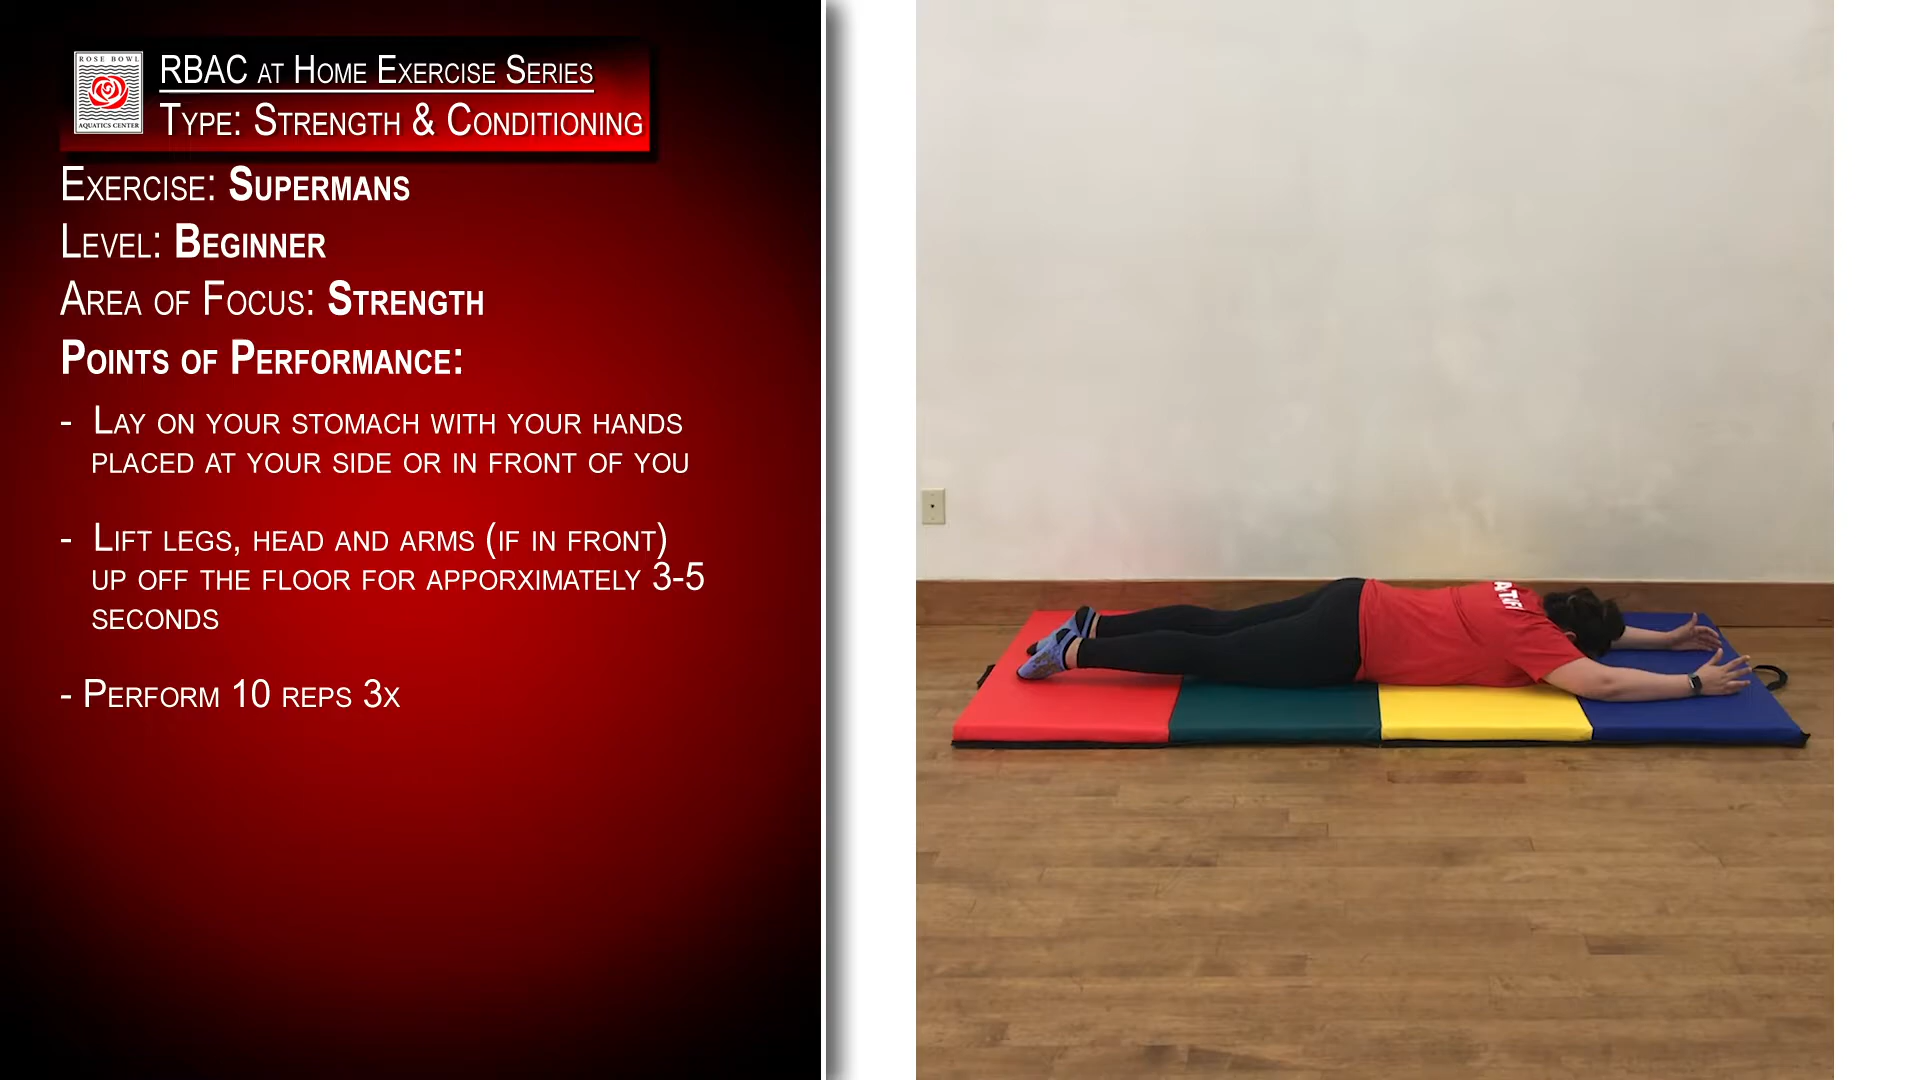 ROSE BOWL
AQUATICS CENTER
RBAC at Home Exercise Series
Type: Strength & Conditioning
Exercise: Supermans
Level: Beginner
Area of Focus: Strength
Points of Performance:
- Lay on your stomach with your hands
placed at your side or in front of you
- Lift legs, head and arms (if in front)
up off the floor for apporximately 3-5
seconds
- Perform 10 reps 3x